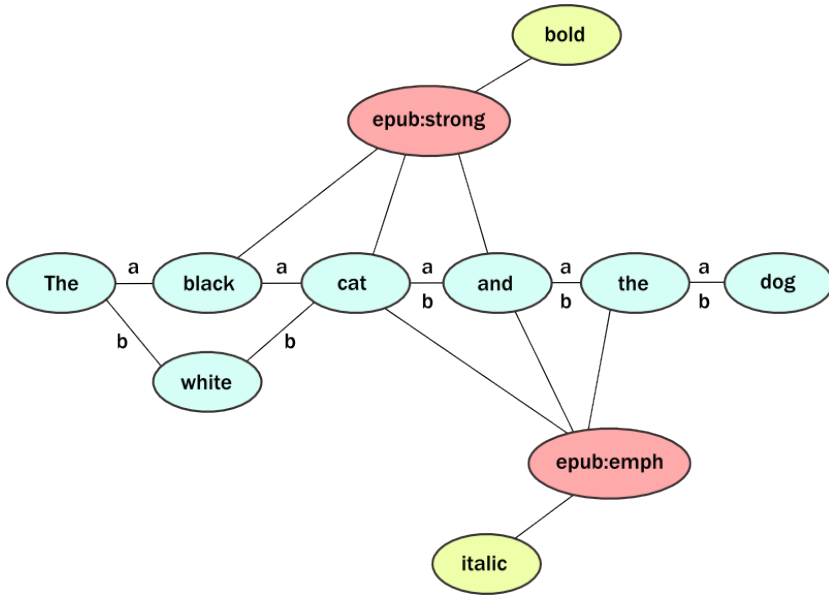 bold
epub:strong
a a a a a
The black cat and the dog
b b b
b b
white
epub:emph
italic